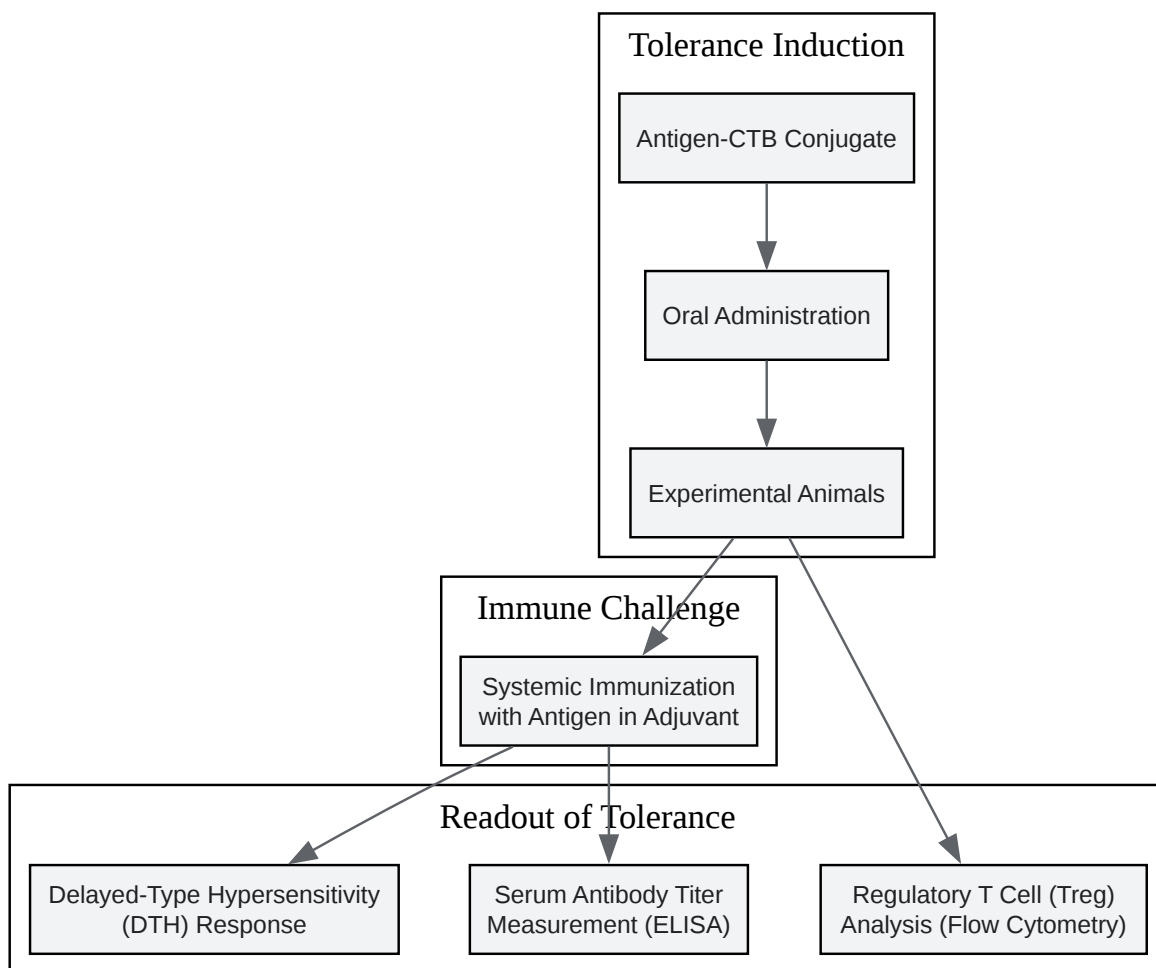 Tolerance Induction
Antigen-CTB Conjugate
Oral Administration
Experimental Animals
Immune Challenge
Systemic Immunization
with Antigen in Adjuvant
Readout of Tolerance
Delayed-Type Hypersensitivity
(DTH) Response
Serum Antibody Titer
Measurement (ELISA)
Regulatory T Cell (Treg)
Analysis (Flow Cytometry)